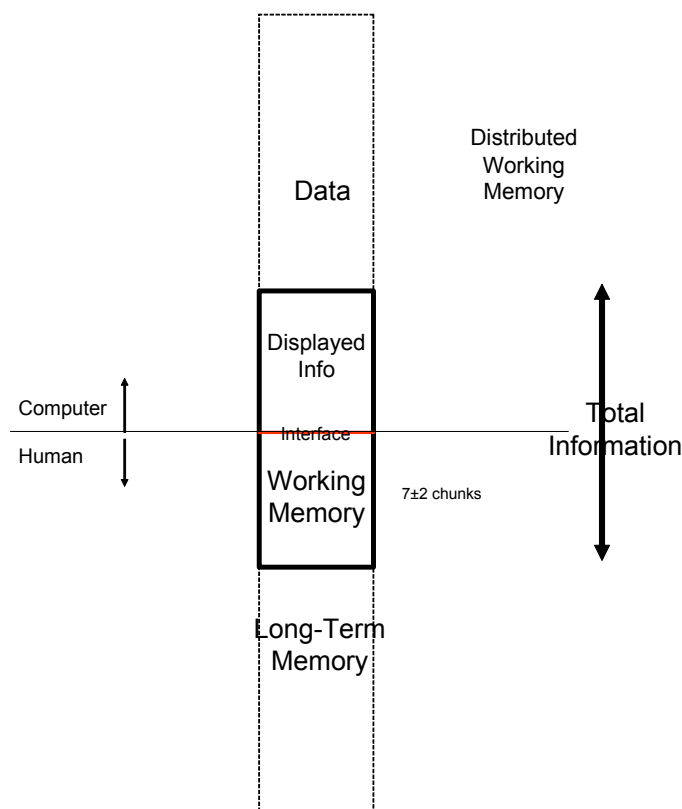 Distributed
Working
Memory
Data
Displayed
Info
Computer
Interface
Human
Total
Information
Working
Memory
7±2 chunks
Long-Term
Memory